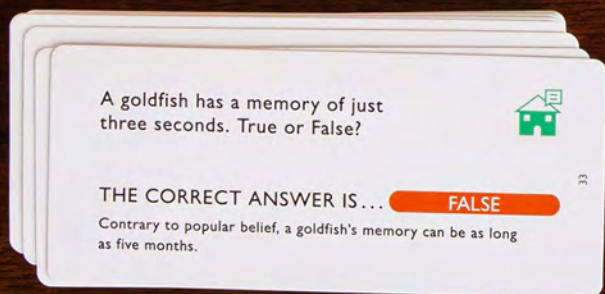 A goldfish has a memory of just
three seconds. True or False?
33
THE CORRECT ANSWER IS... FALSE
Contrary to popular belief, a goldfish's memory can be as long
as five months.